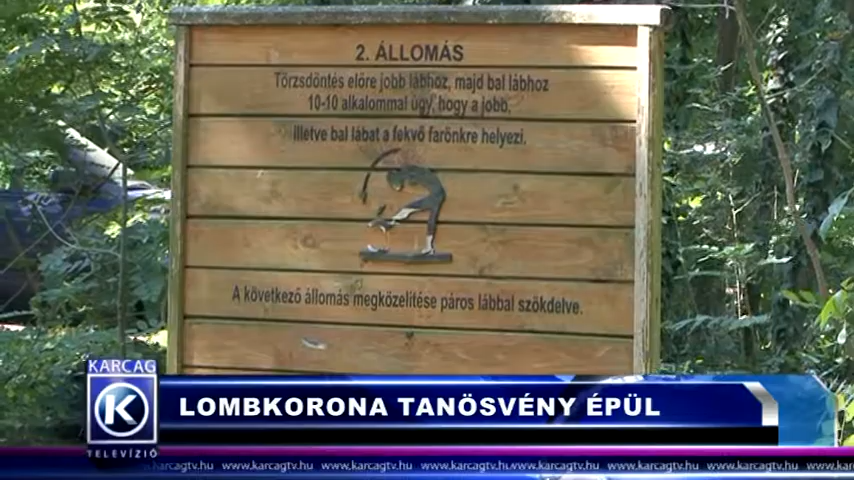 2. ÁLLOMÁS
Törzsdöntés előre jobb lábhoz, majd bal lábhoz
10-10 alkalommal úgy, hogy a jobb,
illetve bal lábat a fekvő farönkre helyezi.
A következő állomás megközelítése páros lábbal szökdelve.
KARCAG
K
TELEVÍZIÓ
LOMBKORONA TANÖSVÉNY ÉPÜL
www.karcagtv.hu www.karcagtv.hu www.karcagtv.hu www.karcagtv.hu www.karcagtv.hu www.karcagtv.hu www.karcagtv.hu